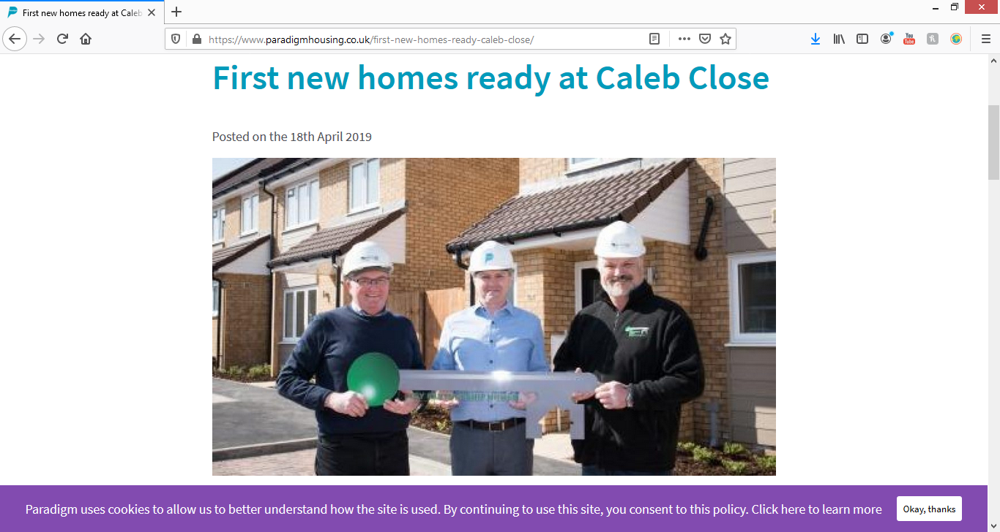 First new homes ready at Caleb
https://www.paradigmhousing.co.uk/first-new-homes-ready-caleb-close/
First new homes ready at Caleb Close
Posted on the 18th April 2019
Paradigm uses cookies to allow us to better understand how the site is used. By continuing to use this site, you consent to this policy. Click here to learn more
Okay, thanks